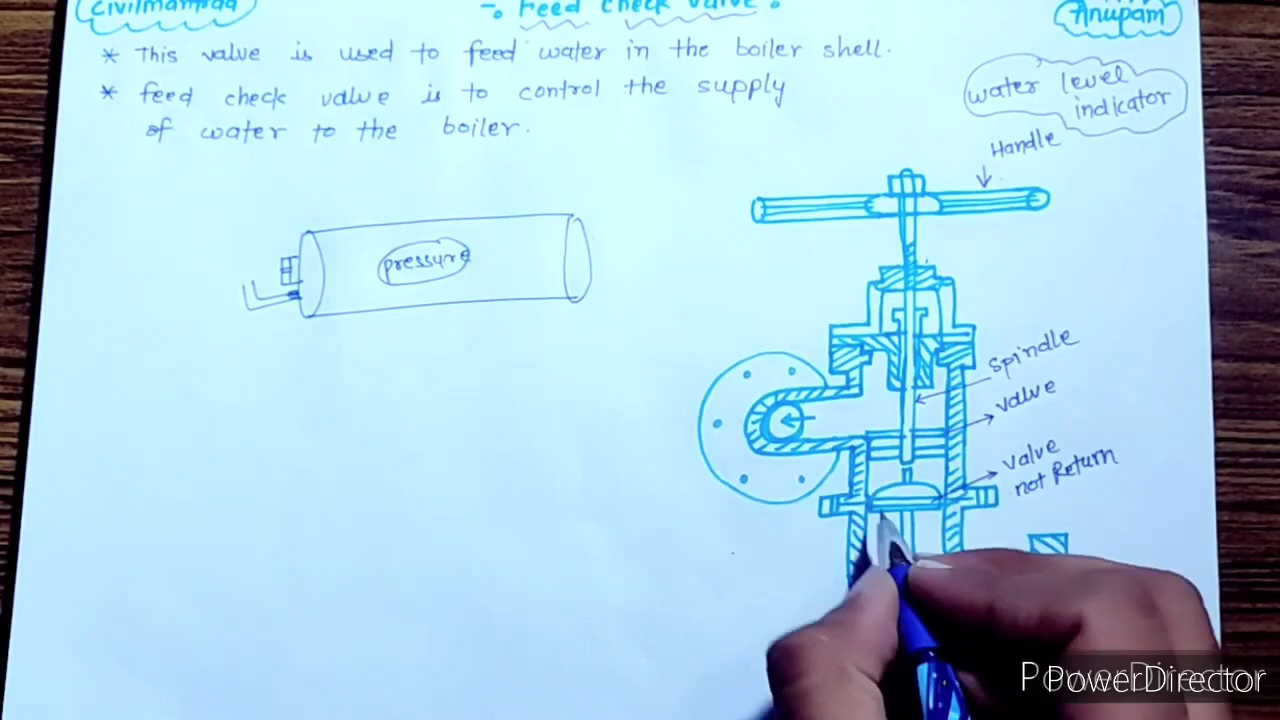 -: Feed Check Valve :
Anupam
* This valve is used to feed water in the boiler shell.
* feed check valve is to control the supply
of water to the boiler.
water level
indicator
Handle
pressure
Spindle
valve
valve
not Return
PowerDirector